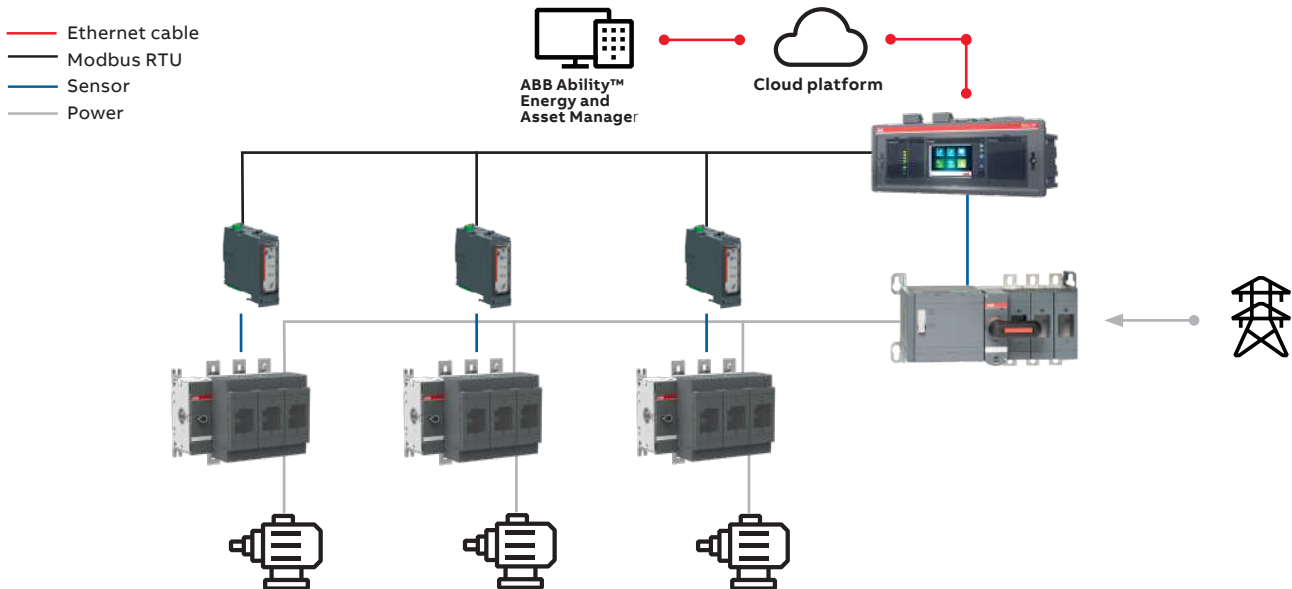 Ethernet cable
Modbus RTU
Sensor
Power
ABB Ability™
Energy and
Asset Manager
Cloud platform